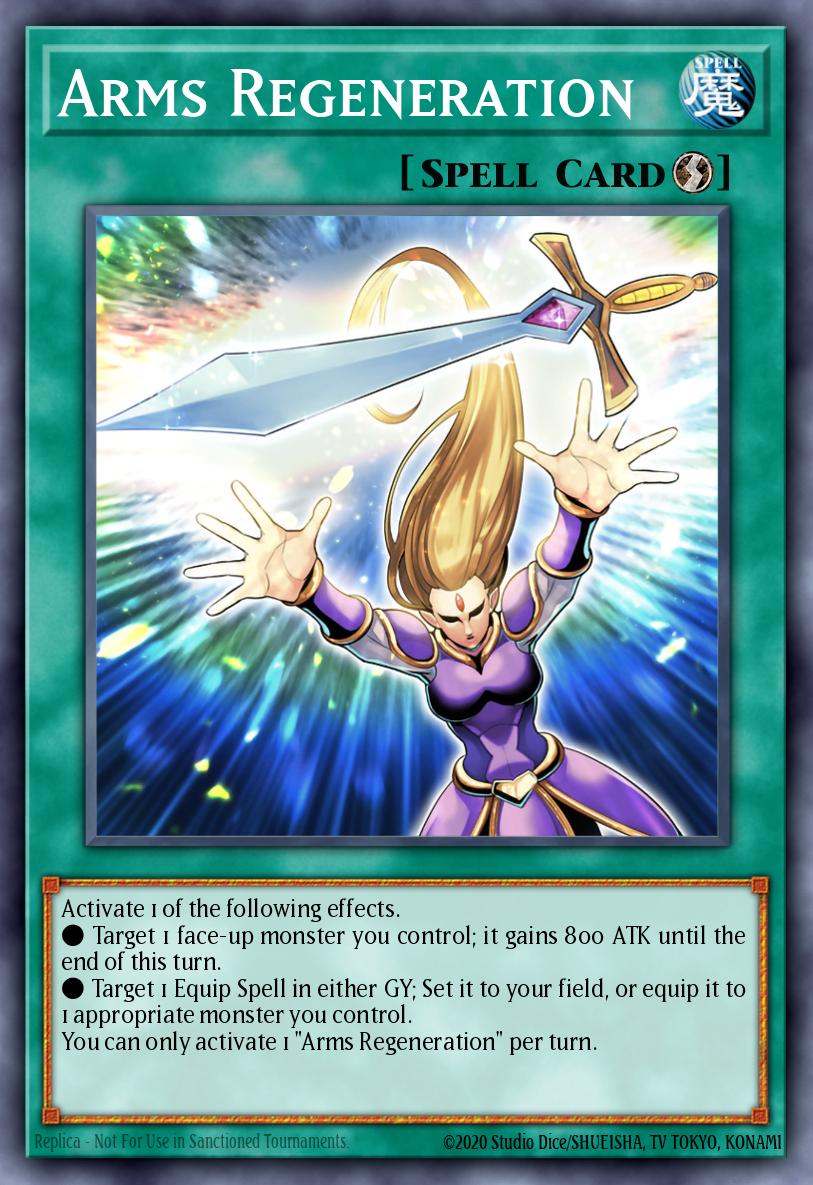 Arms Regeneration
SPELL
魔
[Spell Card]
Activate 1 of the following effects.
● Target 1 face-up monster you control; it gains 800 ATK until the
end of this turn.
● Target 1 Equip Spell in either GY; Set it to your field, or equip it to
1 appropriate monster you control.
You can only activate 1 "Arms Regeneration" per turn.
Replica - Not For Use in Sanctioned Tournaments.
©2020 Studio Dice/SHUEISHA, TV TOKYO, KONAMI